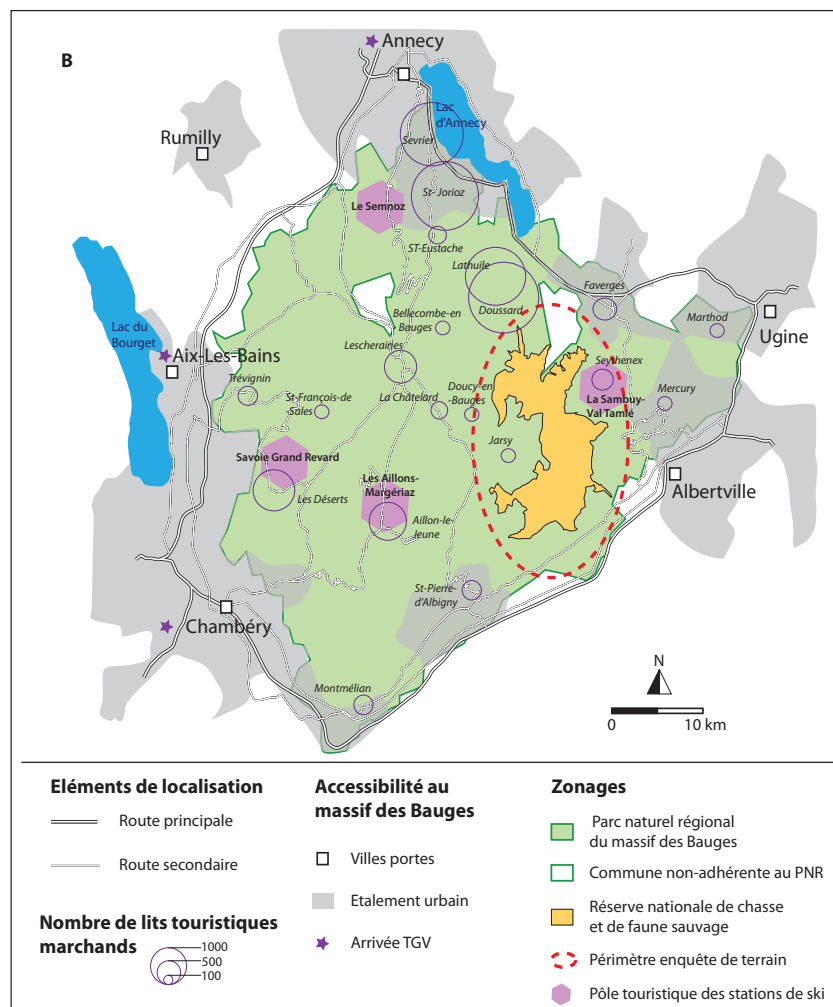 B
Annecy
Rumilly
Lac
d'Annecy
Sevrier
St- Jorioz
Le Semnoz
ST-Eustache
Lathuile
Doussard
Faverges
Marthod
Ugine
Bellecombe-en
- Bauges
Lac du
Bourget
Aix-Les-Bains
Lescheraines
Seythenex
Trévignin
St-François-de
- Sales
La Châtelard
Doucy-en
-Bauges
La Sambuy-
Val Tamié
Mercury
Jarsy
Savoie Grand Revard
Les Déserts
Les Aillons-
Margériaz
Aillon-le-
Jeune
Albertville
St-Pierre-
d'Albigny
Chambéry
Montmélian
N
0 10 km
Eléments de localisation
Route principale
Route secondaire
Nombre de lits touristiques
marchands
1000
500
100
Accessibilité au
massif des Bauges
Villes portes
Etalement urbain
Arrivée TGV
Zonages
Parc naturel régional
du massif des Bauges
Commune non-adhérente au PNR
Réserve nationale de chasse
et de faune sauvage
Périmètre enquête de terrain
Pôle touristique des stations de ski